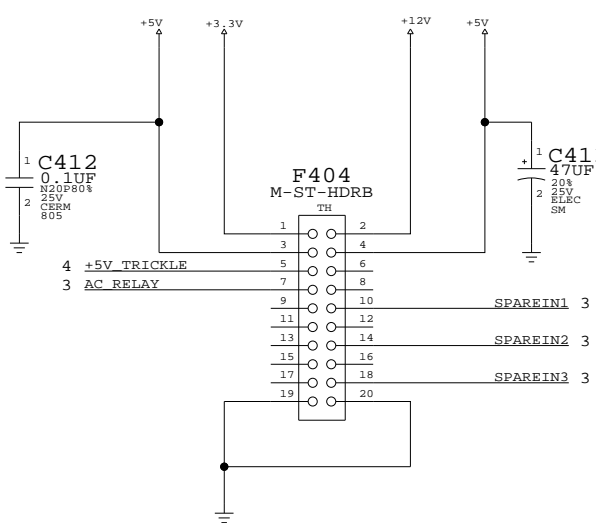 +5V +3.3V +12V +5V
1 C412
0.1UF
N20P80%
25V
CERM
805
2
+ 1 C41
47UF
20%
25V
ELEC
SM
2
F404
M-ST-HDRB
TH
1 2
3 4
4 +5V_TRICKLE 5 6
3 AC_RELAY 7 8
9 10 SPAREIN1 3
11 12
13 14 SPAREIN2 3
15 16
17 18 SPAREIN3 3
19 20